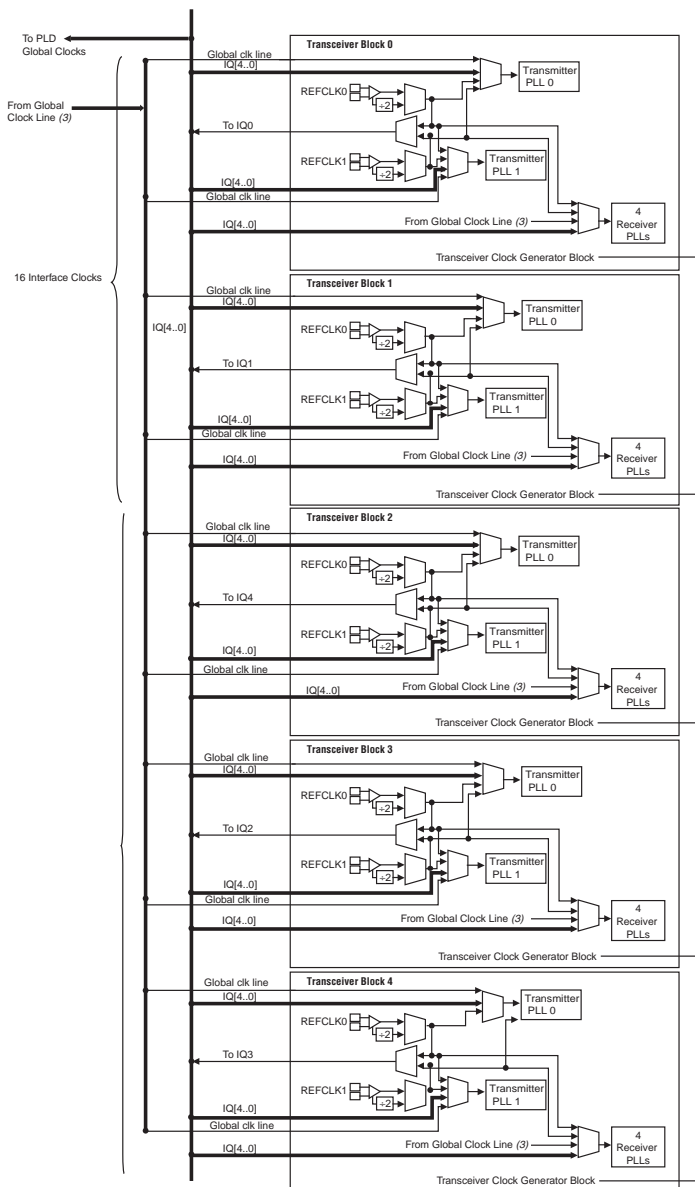 To PLD
Global Clocks
From Global
Clock Line (3)
16 Interface Clocks
IQ[4..0]
Transceiver Block 0
Global clk line
IQ[4..0]
REFCLK0
÷2
Transmitter
PLL 0
To IQ0
REFCLK1
÷2
Transmitter
PLL 1
IQ[4..0]
Global clk line
From Global Clock Line (3)
IQ[4..0]
4
Receiver
PLLs
Transceiver Clock Generator Block
Transceiver Block 1
Global clk line
IQ[4..0]
REFCLK0
÷2
Transmitter
PLL 0
To IQ1
REFCLK1
÷2
Transmitter
PLL 1
IQ[4..0]
Global clk line
From Global Clock Line (3)
IQ[4..0]
4
Receiver
PLLs
Transceiver Clock Generator Block
Transceiver Block 2
Global clk line
IQ[4..0]
REFCLK0
÷2
Transmitter
PLL 0
To IQ4
REFCLK1
÷2
Transmitter
PLL 1
IQ[4..0]
Global clk line
From Global Clock Line (3)
IQ[4..0]
4
Receiver
PLLs
Transceiver Clock Generator Block
Transceiver Block 3
Global clk line
IQ[4..0]
REFCLK0
÷2
Transmitter
PLL 0
To IQ2
REFCLK1
÷2
Transmitter
PLL 1
IQ[4..0]
Global clk line
From Global Clock Line (3)
IQ[4..0]
4
Receiver
PLLs
Transceiver Clock Generator Block
Transceiver Block 4
Global clk line
IQ[4..0]
REFCLK0
÷2
Transmitter
PLL 0
To IQ3
REFCLK1
÷2
Transmitter
PLL 1
IQ[4..0]
Global clk line
From Global Clock Line (3)
IQ[4..0]
4
Receiver
PLLs
Transceiver Clock Generator Block